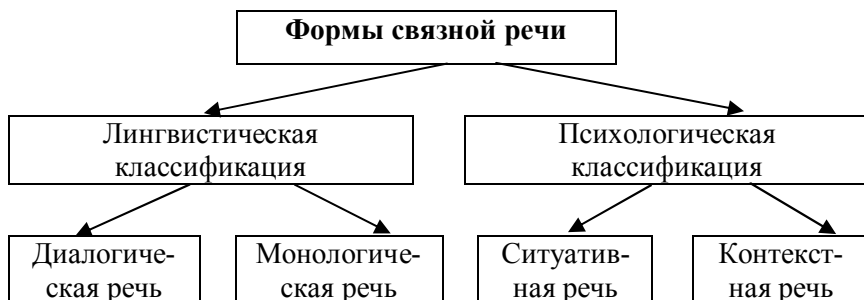 Формы связной речи
Лингвистическая
классификация
Психологическая
классификация
Диалогиче-
ская речь
Монологиче-
ская речь
Ситуатив-
ная речь
Контекст-
ная речь